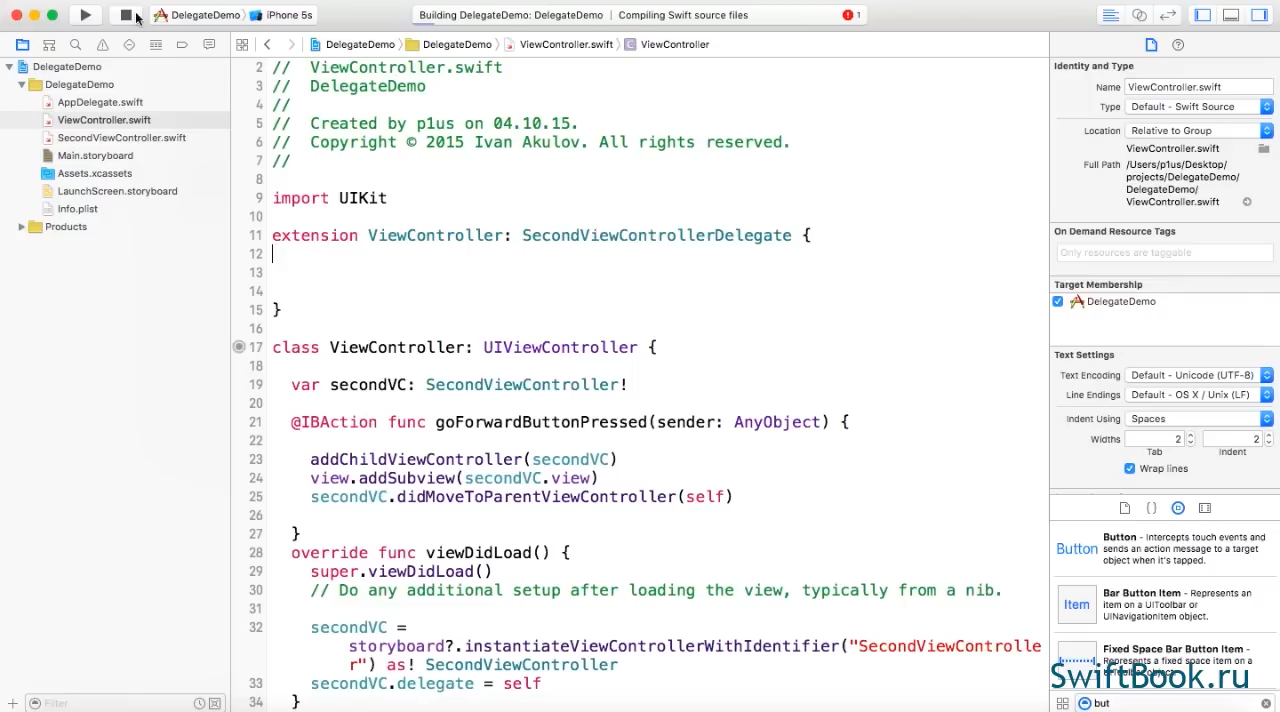 DelegateDemo
iPhone 5s
Building DelegateDemo: DelegateDemo | Compiling Swift source files
1
DelegateDemo
DelegateDemo
ViewController.swift
C ViewController
DelegateDemo
DelegateDemo
AppDelegate.swift
ViewController.swift
SecondViewController.swift
Main.storyboard
Assets.xcassets
LaunchScreen.storyboard
Info.plist
Products
Filter
2 // ViewController.swift
3 // DelegateDemo
4 //
5 // Created by p1us on 04.10.15.
6 // Copyright © 2015 Ivan Akulov. All rights reserved.
7 //
8
9 import UIKit
10
11 extension ViewController: SecondViewControllerDelegate {
12
13
14
15 }
16
17 class ViewController: UIViewController {
18
19 var secondVC: SecondViewController!
20
21 @IBAction func goForwardButtonPressed(sender: AnyObject) {
22
23 addChildViewController(secondVC)
24 view.addSubview(secondVC.view)
25 secondVC.didMoveToParentViewController(self)
26
27 }
28 override func viewDidLoad() {
29 super.viewDidLoad()
30 // Do any additional setup after loading the view, typically from a nib.
31
32 secondVC =
storyboard?.instantiateViewControllerWithIdentifier("SecondViewControlle
r") as! SecondViewController
33 secondVC.delegate = self
34 }
Identity and Type
Name ViewController.swift
Type Default - Swift Source
Location Relative to Group
ViewController.swift
Full Path /Users/p1us/Desktop/
projects/DelegateDemo/
DelegateDemo/
ViewController.swift
On Demand Resource Tags
Only resources are taggable
Target Membership
DelegateDemo
Text Settings
Text Encoding Default - Unicode (UTF-8)
Line Endings Default - OS X / Unix (LF)
Indent Using Spaces
Widths 2 2
Tab Indent
Wrap lines
Button
Button - Intercepts touch events and
sends an action message to a target
object when it's tapped.
Item
Bar Button Item - Represents an
item on a UIToolbar or
UINavigationItem object.
Fixed Space Bar Button Item -
Represents a fixed space item on a
SwiftBook.ru
but